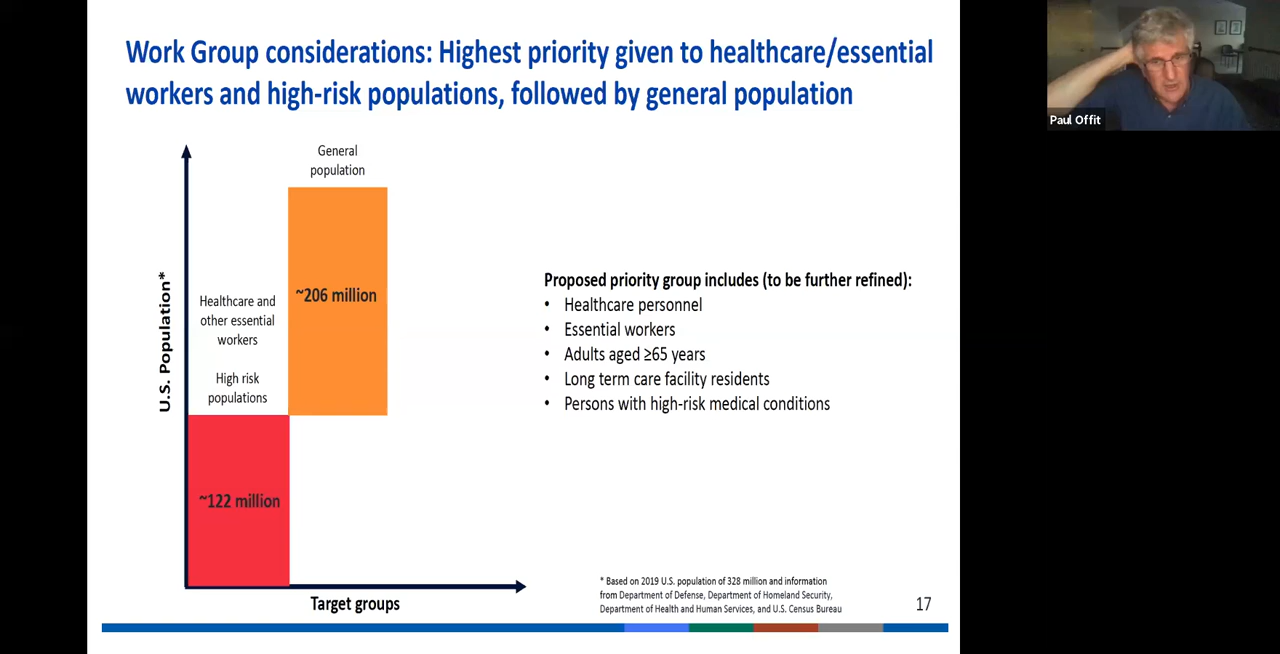 Work Group considerations: Highest priority given to healthcare/essential
workers and high-risk populations, followed by general population
Paul Offit
General
population
~206 million
Healthcare and
other essential
workers
High risk
populations
~122 million
U.S. Population*
Target groups
Proposed priority group includes (to be further refined):
• Healthcare personnel
• Essential workers
• Adults aged ≥65 years
• Long term care facility residents
• Persons with high-risk medical conditions
* Based on 2019 U.S. population of 328 million and information
from Department of Defense, Department of Homeland Security,
Department of Health and Human Services, and U.S. Census Bureau
17